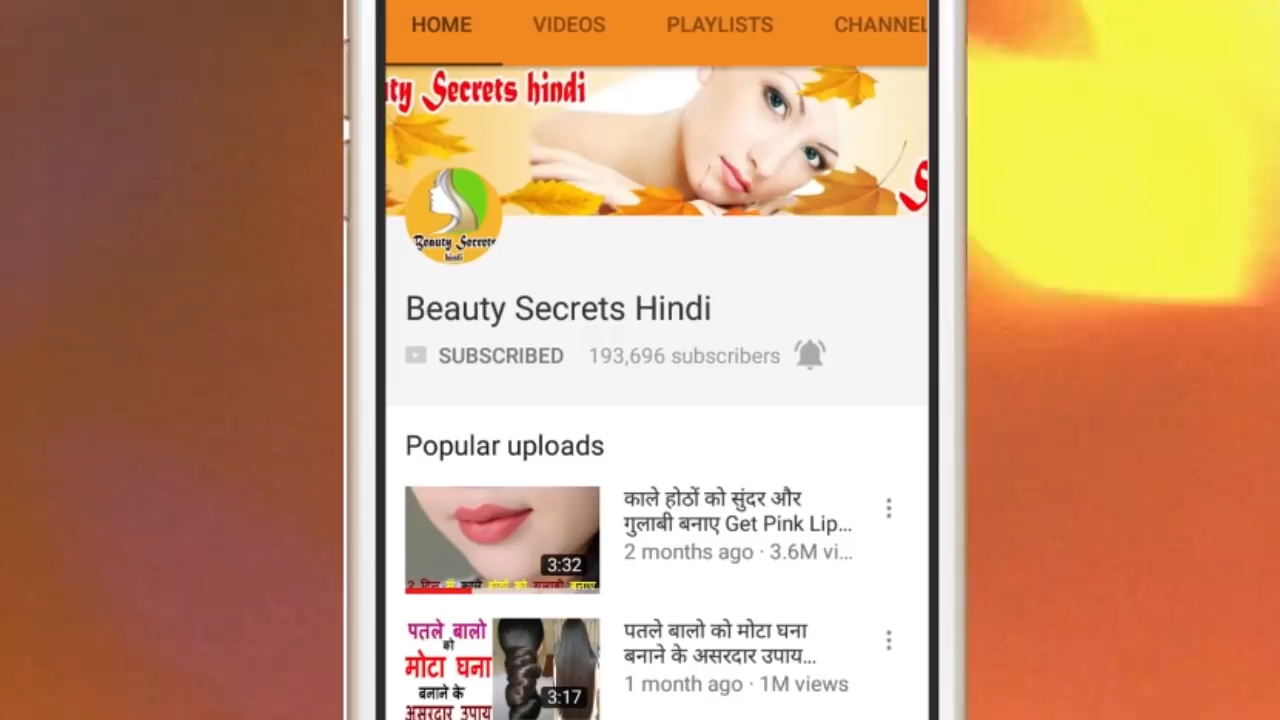 HOME VIDEOS PLAYLISTS CHANNEL
ty Secrets hindi
S
Beauty Secrets
hindi
Beauty Secrets Hindi
SUBSCRIBED 193,696 subscribers
Popular uploads
काले होठों को सुंदर और
गुलाबी बनाए Get Pink Lip...
2 months ago · 3.6M vi...
3:32
2 दिन में काले होठों को गुलाबी बनाए
पतले बालो को मोटा घना
बनाने के असरदार उपाय...
1 month ago · 1M views
पतले बालो
को
मोटा घना
बनाने के
असरदार उपाय
3:17